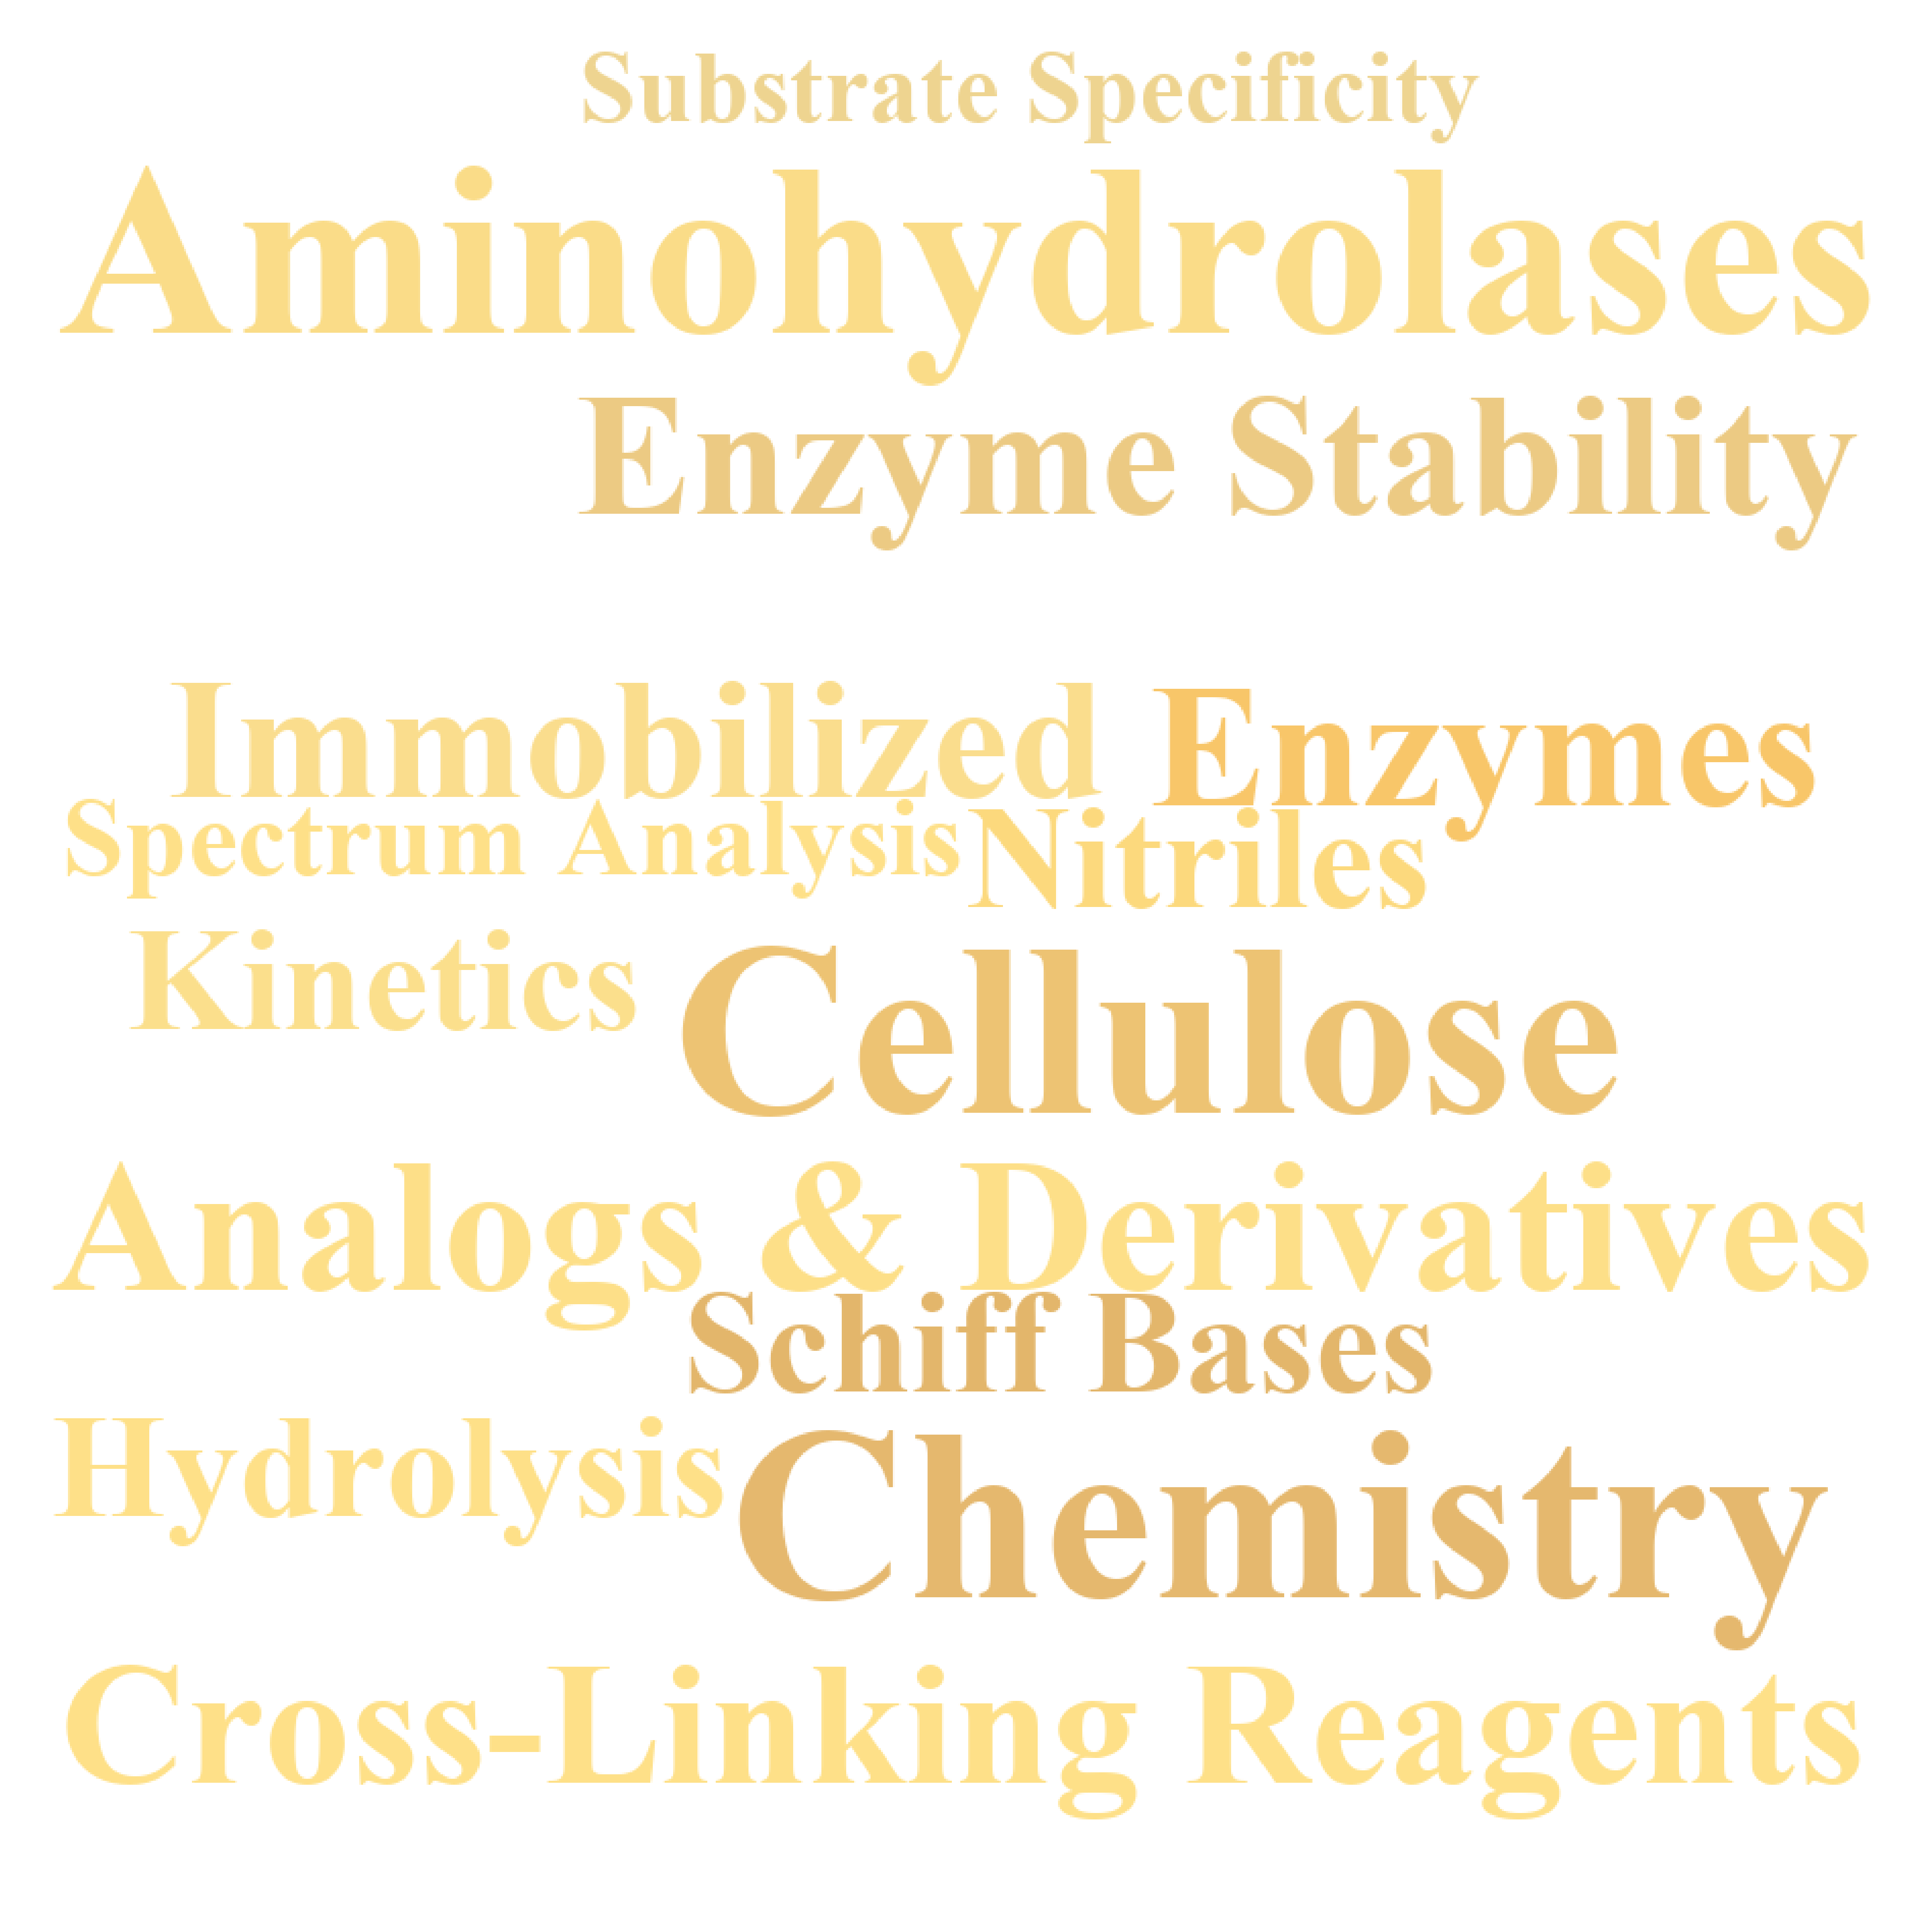 Substrate Specificity
Aminohydrolases
Enzyme Stability
Immobilized Enzymes
Spectrum Analysis Nitriles
Kinetics Cellulose
Analogs & Derivatives
Schiff Bases
Hydrolysis Chemistry
Cross-Linking Reagents